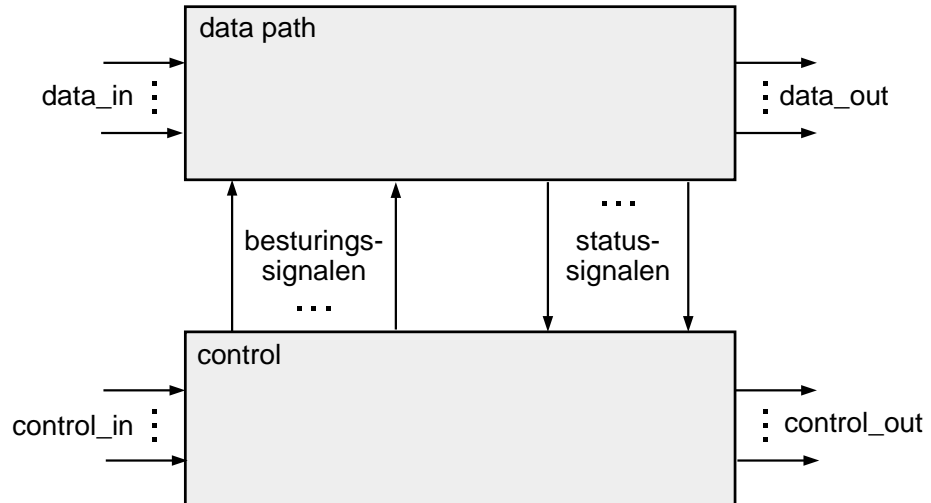 data path
data_in
data_out
besturings-
signalen
status-
signalen
control
control_in
control_out